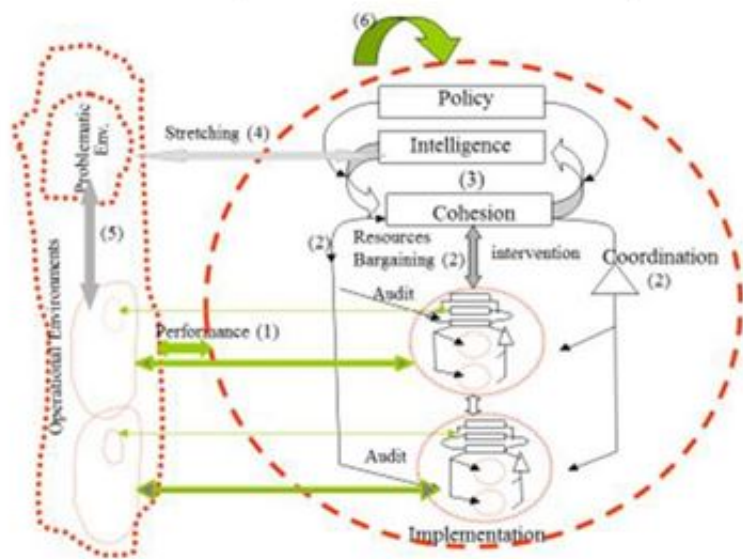 (6)
Policy
Stretching (4)
Intelligence
Problematic
Env.
(3)
Cohesion
(5)
(2)
Resources
Bargaining (2)
intervention
Coordination
(2)
Audit
Operational Environments
Performance (1)
Audit
Implementation